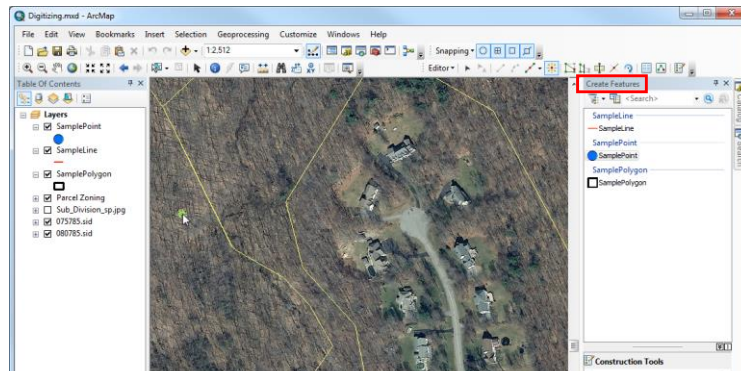 Digitizing.mxd - ArcMap
File Edit View Bookmarks Insert Selection Geoprocessing Customize Windows Help
1:2,512 Snapping
Editor
Table Of Contents
Layers
SamplePoint
SampleLine
SamplePolygon
Parcel Zoning
Sub_Division_sp.jpg
075785.sid
080785.sid
Create Features
<Search>
SampleLine
SampleLine
SamplePoint
SamplePoint
SamplePolygon
SamplePolygon
Construction Tools
Catalog
Search